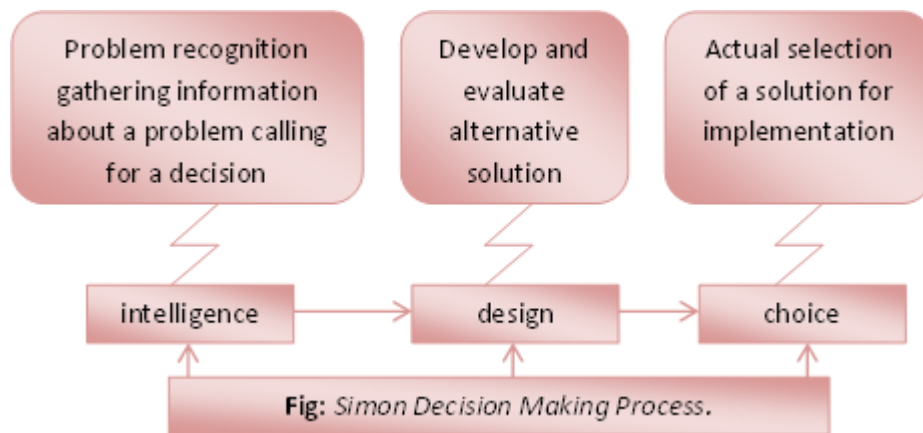 Problem recognition
gathering information
about a problem calling
for a decision
Develop and
evaluate
alternative
solution
Actual selection
of a solution for
implementation
intelligence
design
choice
Fig: Simon Decision Making Process.